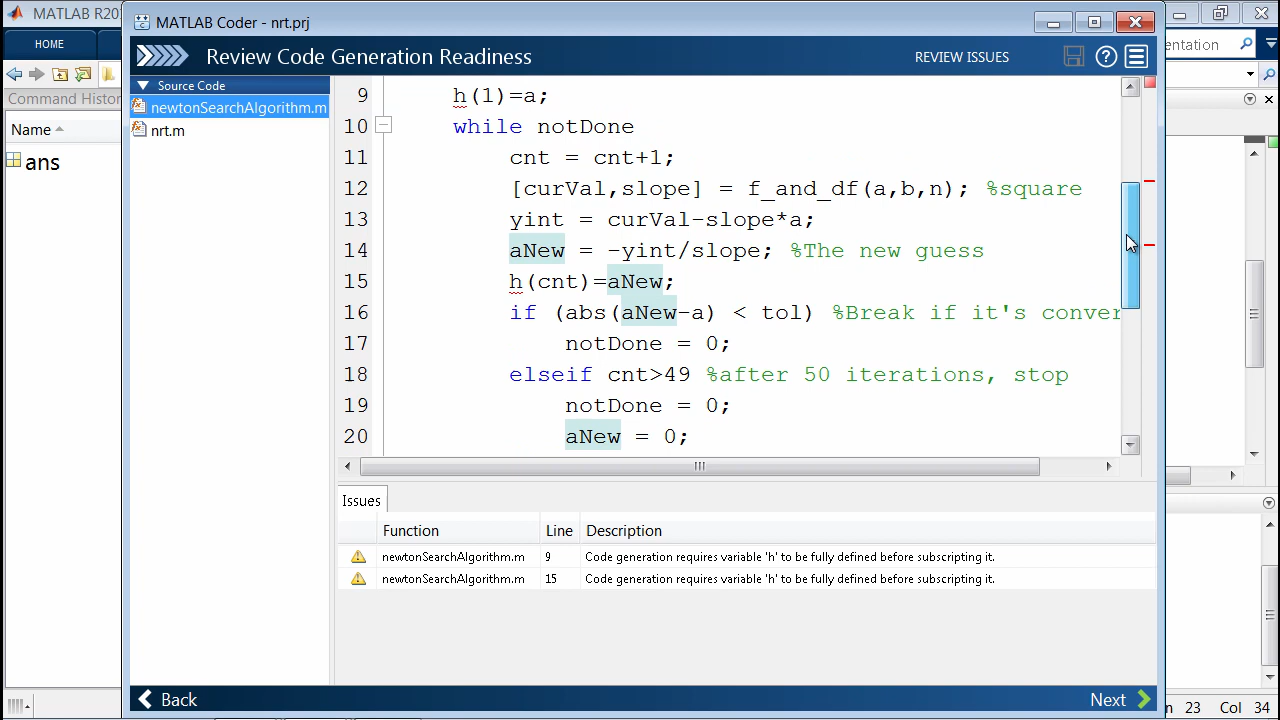 MATLAB R20
MATLAB Coder - nrt.prj
HOME
Review Code Generation Readiness
REVIEW ISSUES
entation
Command Histo
Source Code
newtonSearchAlgorithm.m
nrt.m
Name
ans
9 h(1)=a;
10 while notDone
11 cnt = cnt+1;
12 [curVal,slope] = f_and_df(a,b,n); %square
13 yint = curVal-slope*a;
14 aNew = -yint/slope; %The new guess
15 h(cnt)=aNew;
16 if (abs(aNew-a) < tol) %Break if it's conver
17 notDone = 0;
18 elseif cnt>49 %after 50 iterations, stop
19 notDone = 0;
20 aNew = 0;
Issues
Function Line Description
newtonSearchAlgorithm.m 9 Code generation requires variable 'h' to be fully defined before subscripting it.
newtonSearchAlgorithm.m 15 Code generation requires variable 'h' to be fully defined before subscripting it.
Back
Next
n 23 Col 34